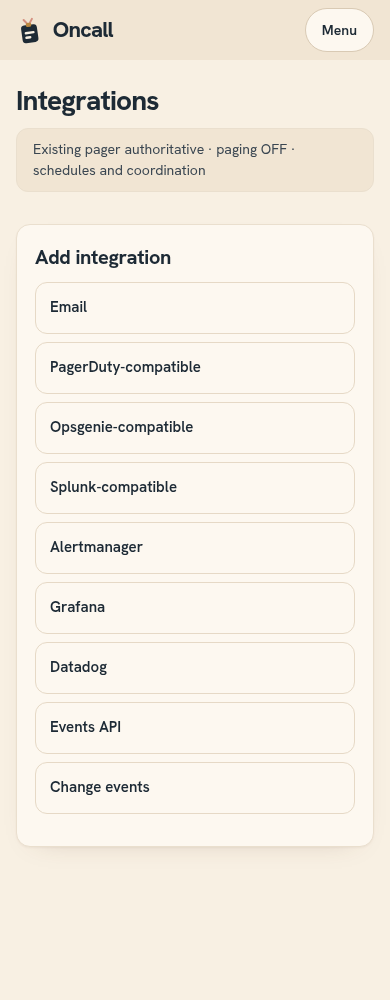 Oncall
Menu
Integrations
Existing pager authoritative · paging OFF ·
schedules and coordination
Add integration
Email
PagerDuty-compatible
Opsgenie-compatible
Splunk-compatible
Alertmanager
Grafana
Datadog
Events API
Change events